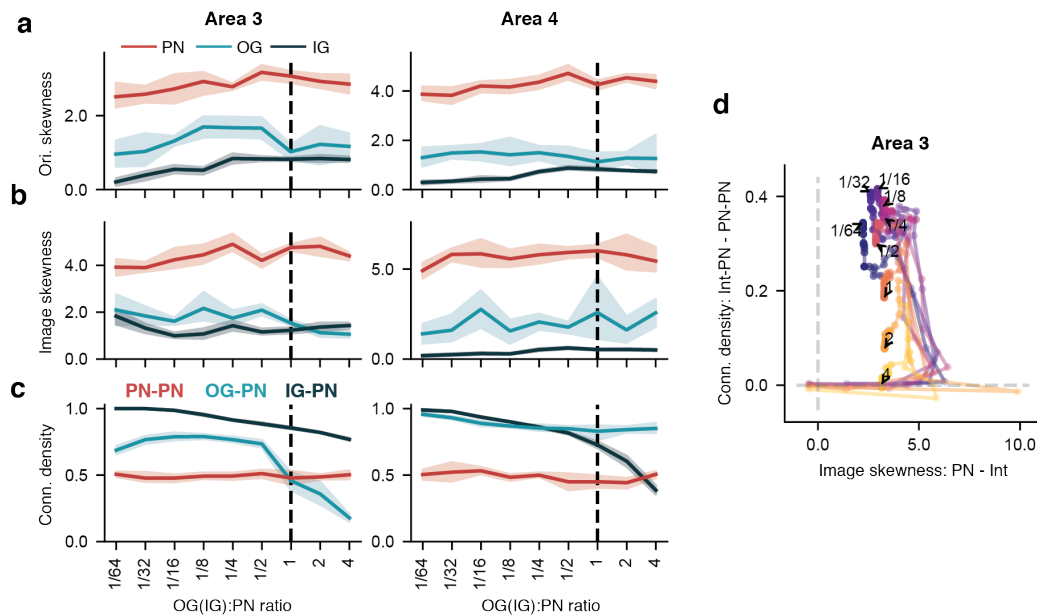 a
Area 3
Area 4
PN OG IG
Ori. skewness
2.0
0.0
4.0
2.0
0.0
b
Image skewness
4.0
2.0
0.0
5.0
0.0
c
PN-PN OG-PN IG-PN
Conn. density
1.0
0.5
0.0
1.0
0.5
0.0
1/64 1/32 1/16 1/8 1/4 1/2 1 2 4
OG(IG):PN ratio
1/64 1/32 1/16 1/8 1/4 1/2 1 2 4
OG(IG):PN ratio
d
Area 3
Conn. density: Int-PN - PN-PN
0.4
0.2
0.0
1/32
1/16
1/8
1/64
1/4
1/2
1
2
4
0.0 5.0 10.0
Image skewness: PN - Int